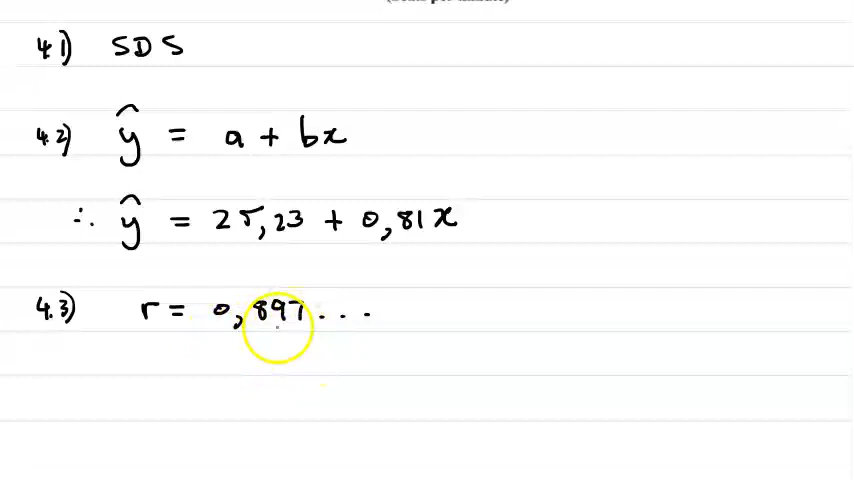 4.1) SDS
4.2) ŷ = a + bx
∴ ŷ = 25,23 + 0,81x
4.3) r = 0,897...